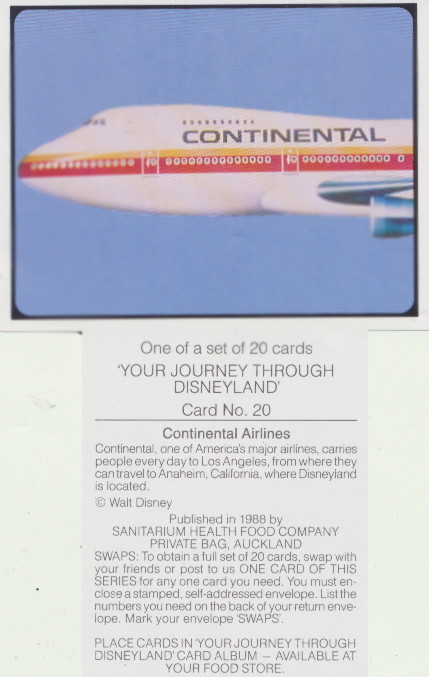 CONTINENTAL
One of a set of 20 cards
'YOUR JOURNEY THROUGH
DISNEYLAND'
Card No. 20
Continental Airlines
Continental, one of America's major airlines, carries
people every day to Los Angeles, from where they
can travel to Anaheim, California, where Disneyland
is located.
© Walt Disney
Published in 1988 by
SANITARIUM HEALTH FOOD COMPANY
PRIVATE BAG, AUCKLAND
SWAPS: To obtain a full set of 20 cards, swap with
your friends or post to us ONE CARD OF THIS
SERIES for any one card you need. You must en-
close a stamped, self-addressed envelope. List the
numbers you need on the back of your return enve-
lope. Mark your envelope 'SWAPS'.
PLACE CARDS IN 'YOUR JOURNEY THROUGH
DISNEYLAND' CARD ALBUM – AVAILABLE AT
YOUR FOOD STORE.